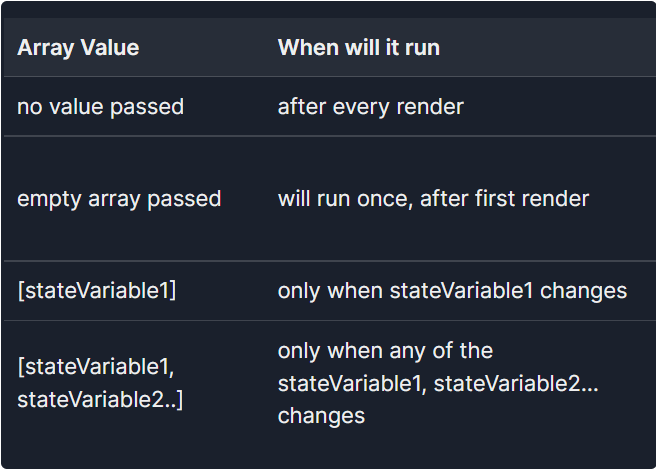 Array Value
When will it run
no value passed
after every render
empty array passed
will run once, after first render
[stateVariable1]
only when stateVariable1 changes
[stateVariable1,
stateVariable2..]
only when any of the
stateVariable1, stateVariable2...
changes